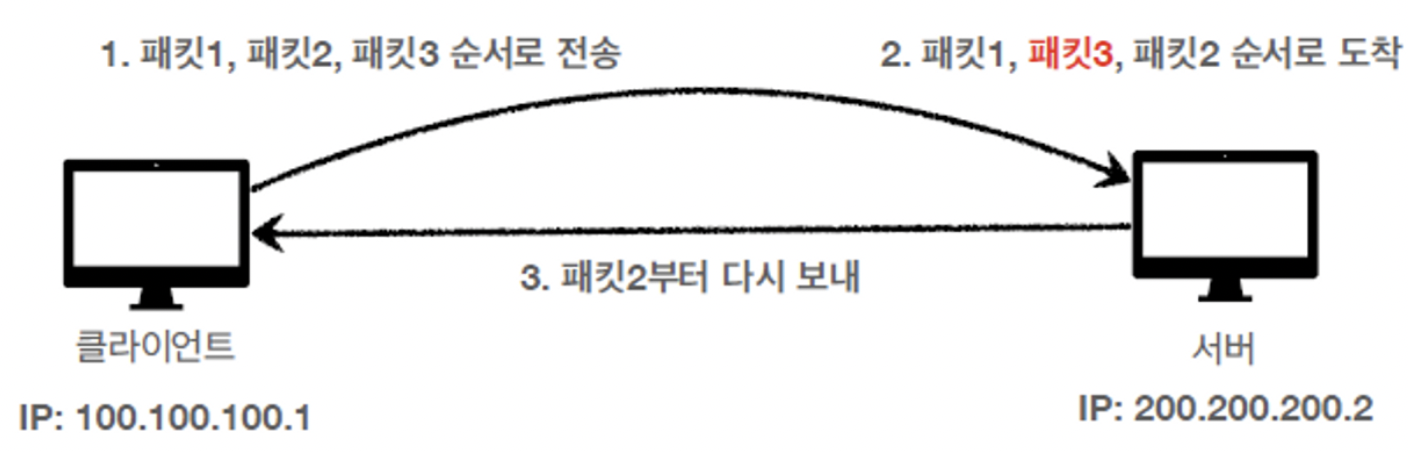 1. 패킷1, 패킷2, 패킷3 순서로 전송
2. 패킷1, 패킷3, 패킷2 순서로 도착
3. 패킷2부터 다시 보내
클라이언트
서버
IP: 100.100.100.1
IP: 200.200.200.2